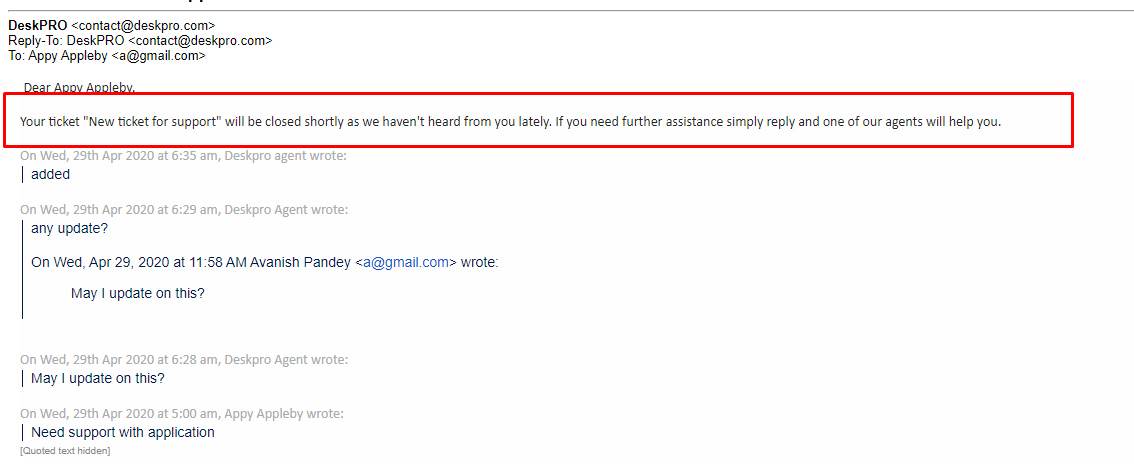 DeskPRO <contact@deskpro.com>
Reply-To: DeskPRO <contact@deskpro.com>
To: Appy Appleby <a@gmail.com>
Dear Appy Appleby,
Your ticket "New ticket for support" will be closed shortly as we haven't heard from you lately. If you need further assistance simply reply and one of our agents will help you.
On Wed, 29th Apr 2020 at 6:35 am, Deskpro agent wrote:
added
On Wed, 29th Apr 2020 at 6:29 am, Deskpro Agent wrote:
any update?
On Wed, Apr 29, 2020 at 11:58 AM Avanish Pandey <a@gmail.com> wrote:
May I update on this?
On Wed, 29th Apr 2020 at 6:28 am, Deskpro Agent wrote:
May I update on this?
On Wed, 29th Apr 2020 at 5:00 am, Appy Appleby wrote:
Need support with application
[Quoted text hidden]